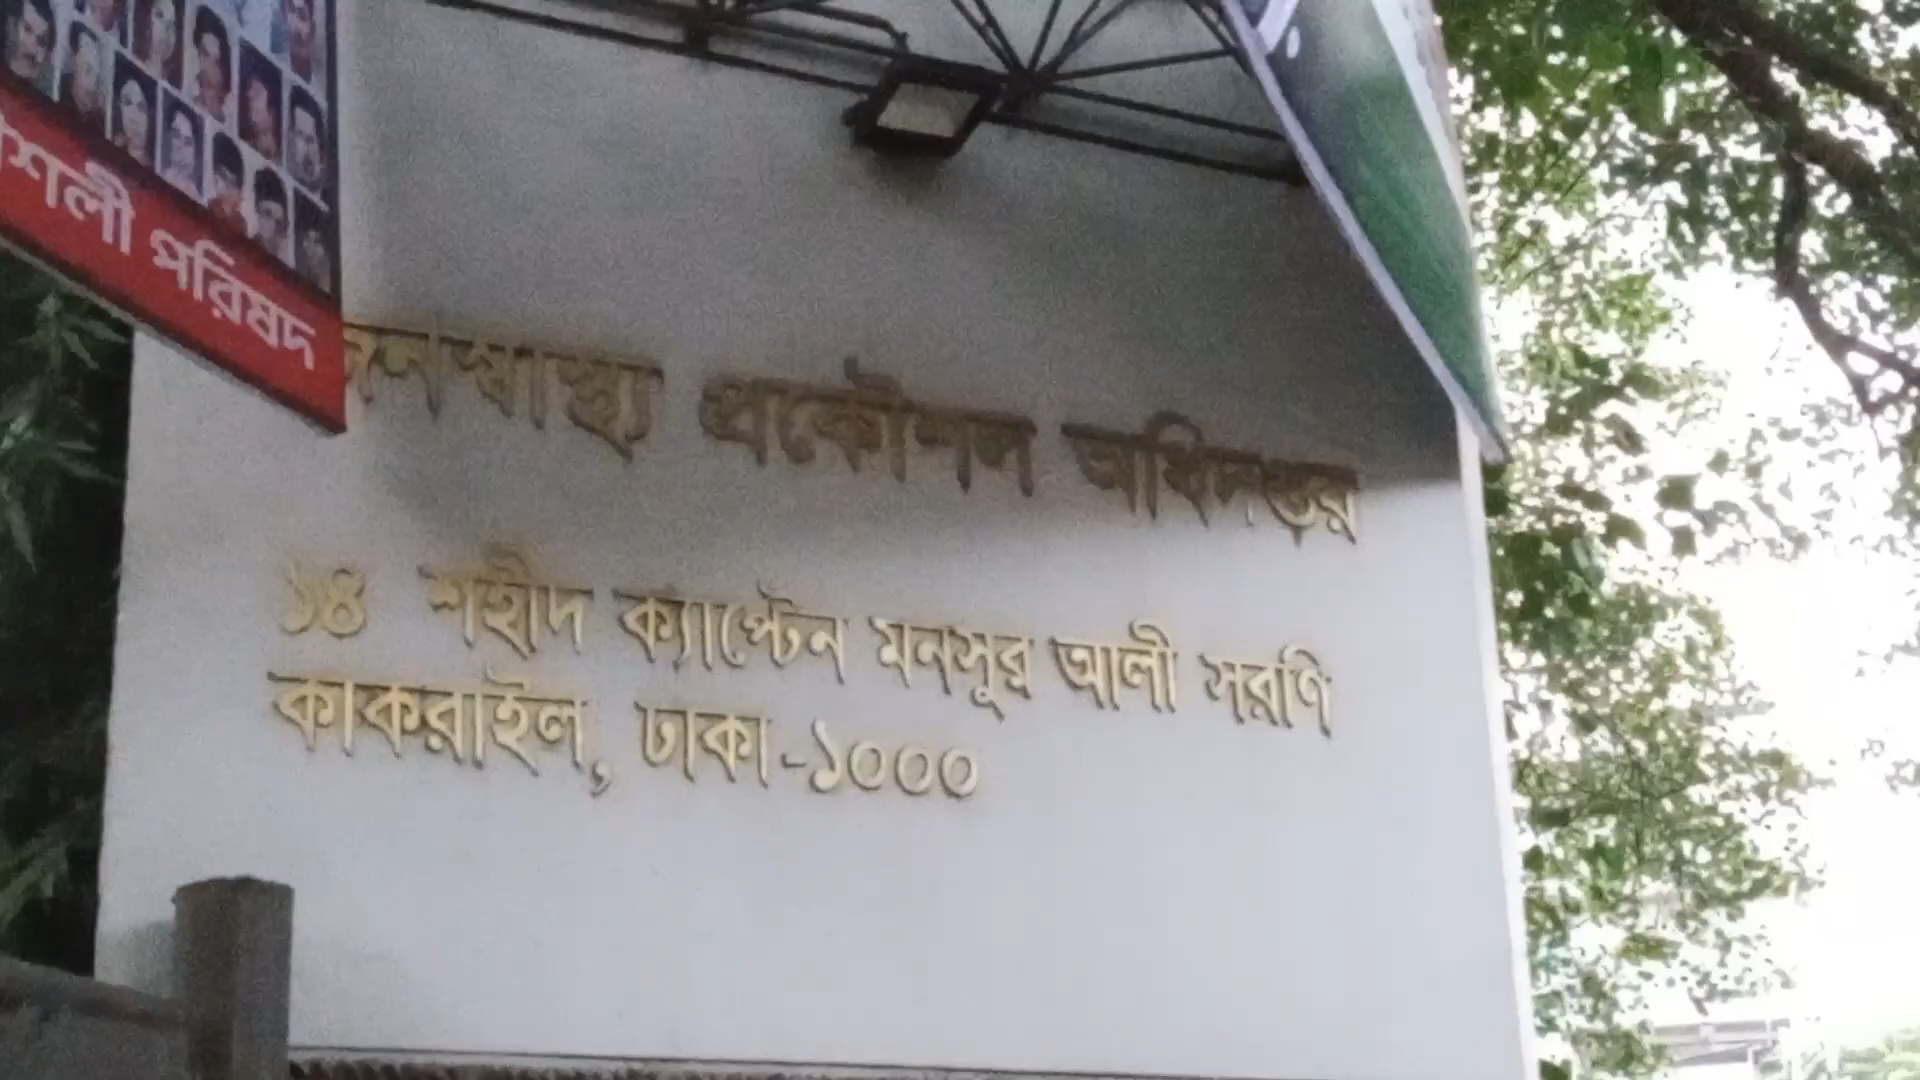 শলী পরিষদ
জনস্বাস্থ্য প্রকৌশল অধিদপ্তর
১৪ শহীদ ক্যাপ্টেন মনসুর আলী সরণি
কাকরাইল, ঢাকা -১০০০